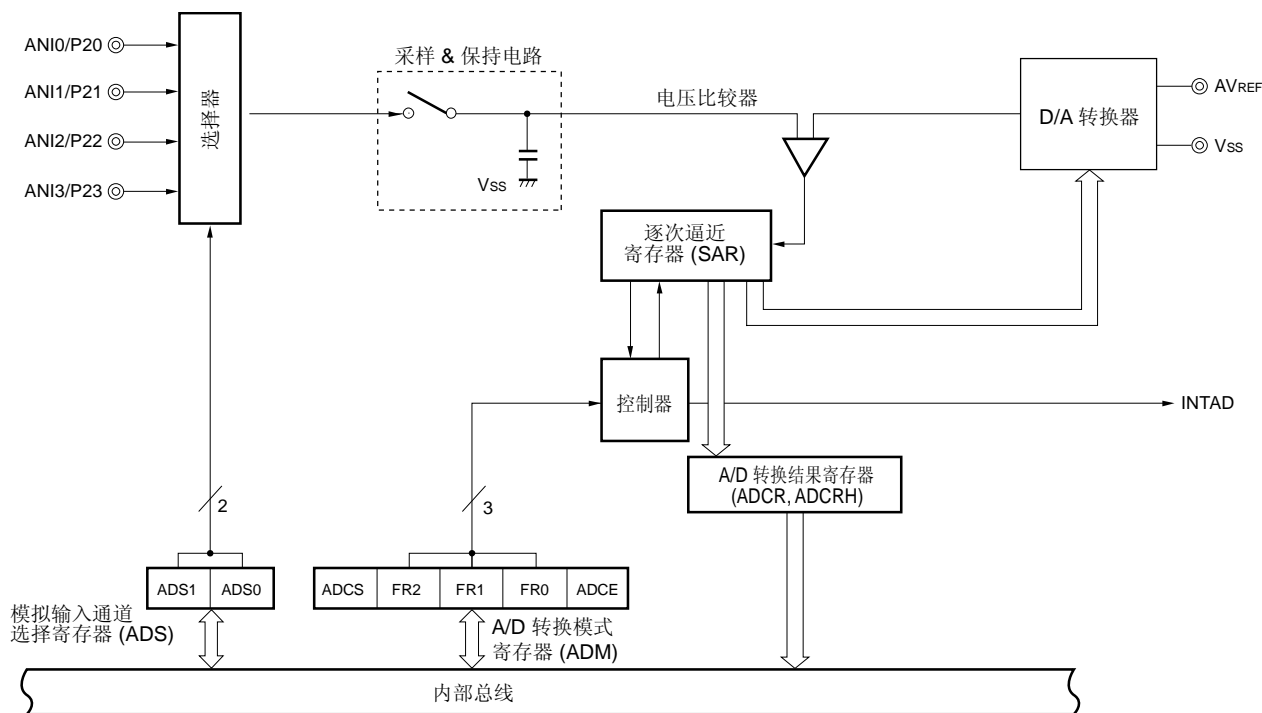 ANI0/P20
ANI1/P21
ANI2/P22
ANI3/P23
选择器
采样 & 保持电路
VSS
电压比较器
D/A 转换器
AVREF
VSS
逐次逼近
寄存器 (SAR)
控制器
INTAD
A/D 转换结果寄存器
(ADCR, ADCRH)
2
3
ADS1 ADS0
ADCS FR2 FR1 FR0 ADCE
模拟输入通道
选择寄存器 (ADS)
A/D 转换模式
寄存器 (ADM)
内部总线